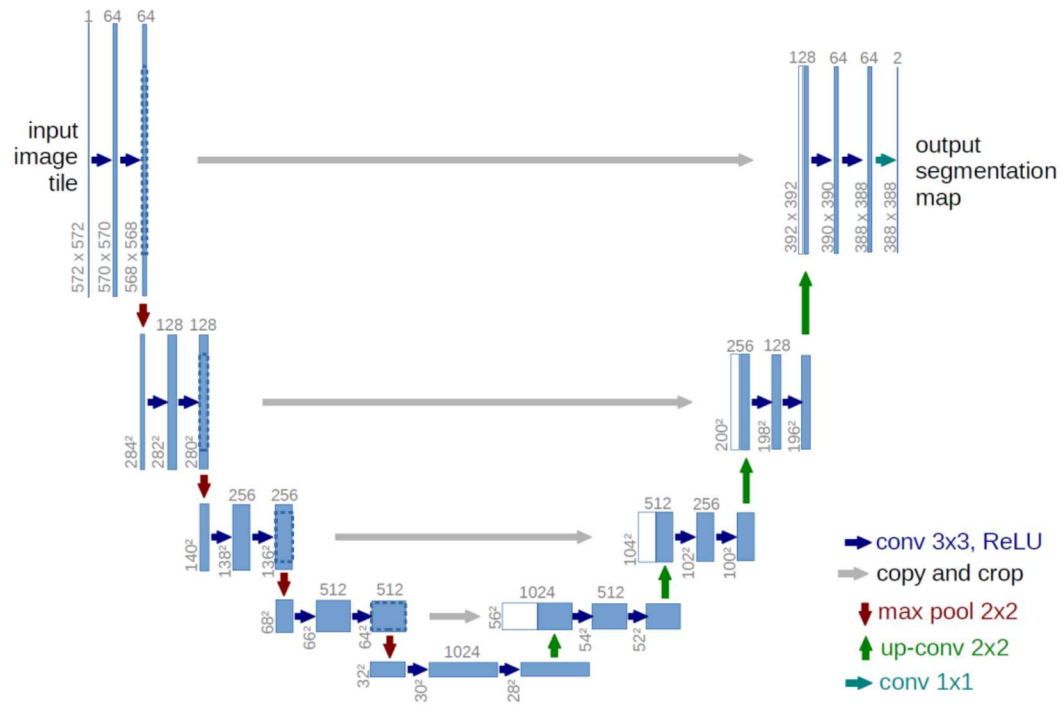 1 64 64
input
image
tile
572 x 572
570 x 570
568 x 568
128 64 64 2
output
segmentation
map
392 x 392
390 x 390
388 x 388
388 x 388
128 128
284²
282²
280²
256 128
200²
198²
196²
256 256
140²
138²
136²
512 256
104²
102²
100²
512 512
68²
66²
64²
1024 512
56²
54²
52²
1024
32²
30²
28²
conv 3x3, ReLU
copy and crop
max pool 2x2
up-conv 2x2
conv 1x1